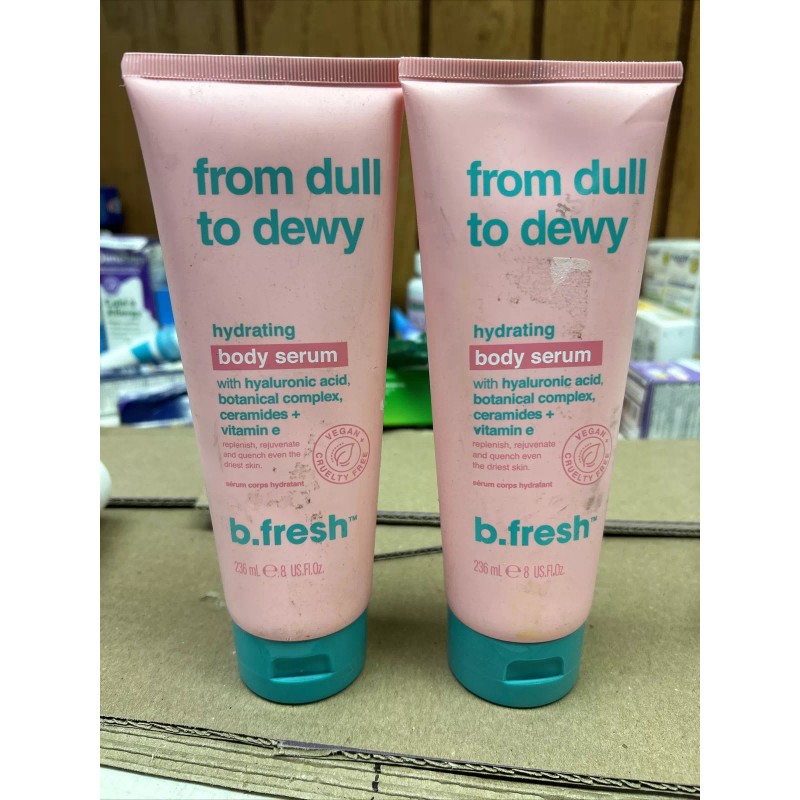 from dull
to dewy
hydrating
body serum
with hyaluronic acid,
botanical complex,
ceramides +
vitamin e
replenish, rejuvenate
and quench even the
driest skin.
VEGAN +
CRUELTY FREE
sérum corps hydratant
b.fresh™
236 mL ℮ 8 US.Fl.Oz.
from dull
to dewy
hydrating
body serum
with hyaluronic acid,
botanical complex,
ceramides +
vitamin e
replenish, rejuvenate
and quench even
the driest skin.
VEGAN +
CRUELTY FREE
sérum corps hydratant
b.fresh™
236 mL ℮ 8 US.Fl.Oz.